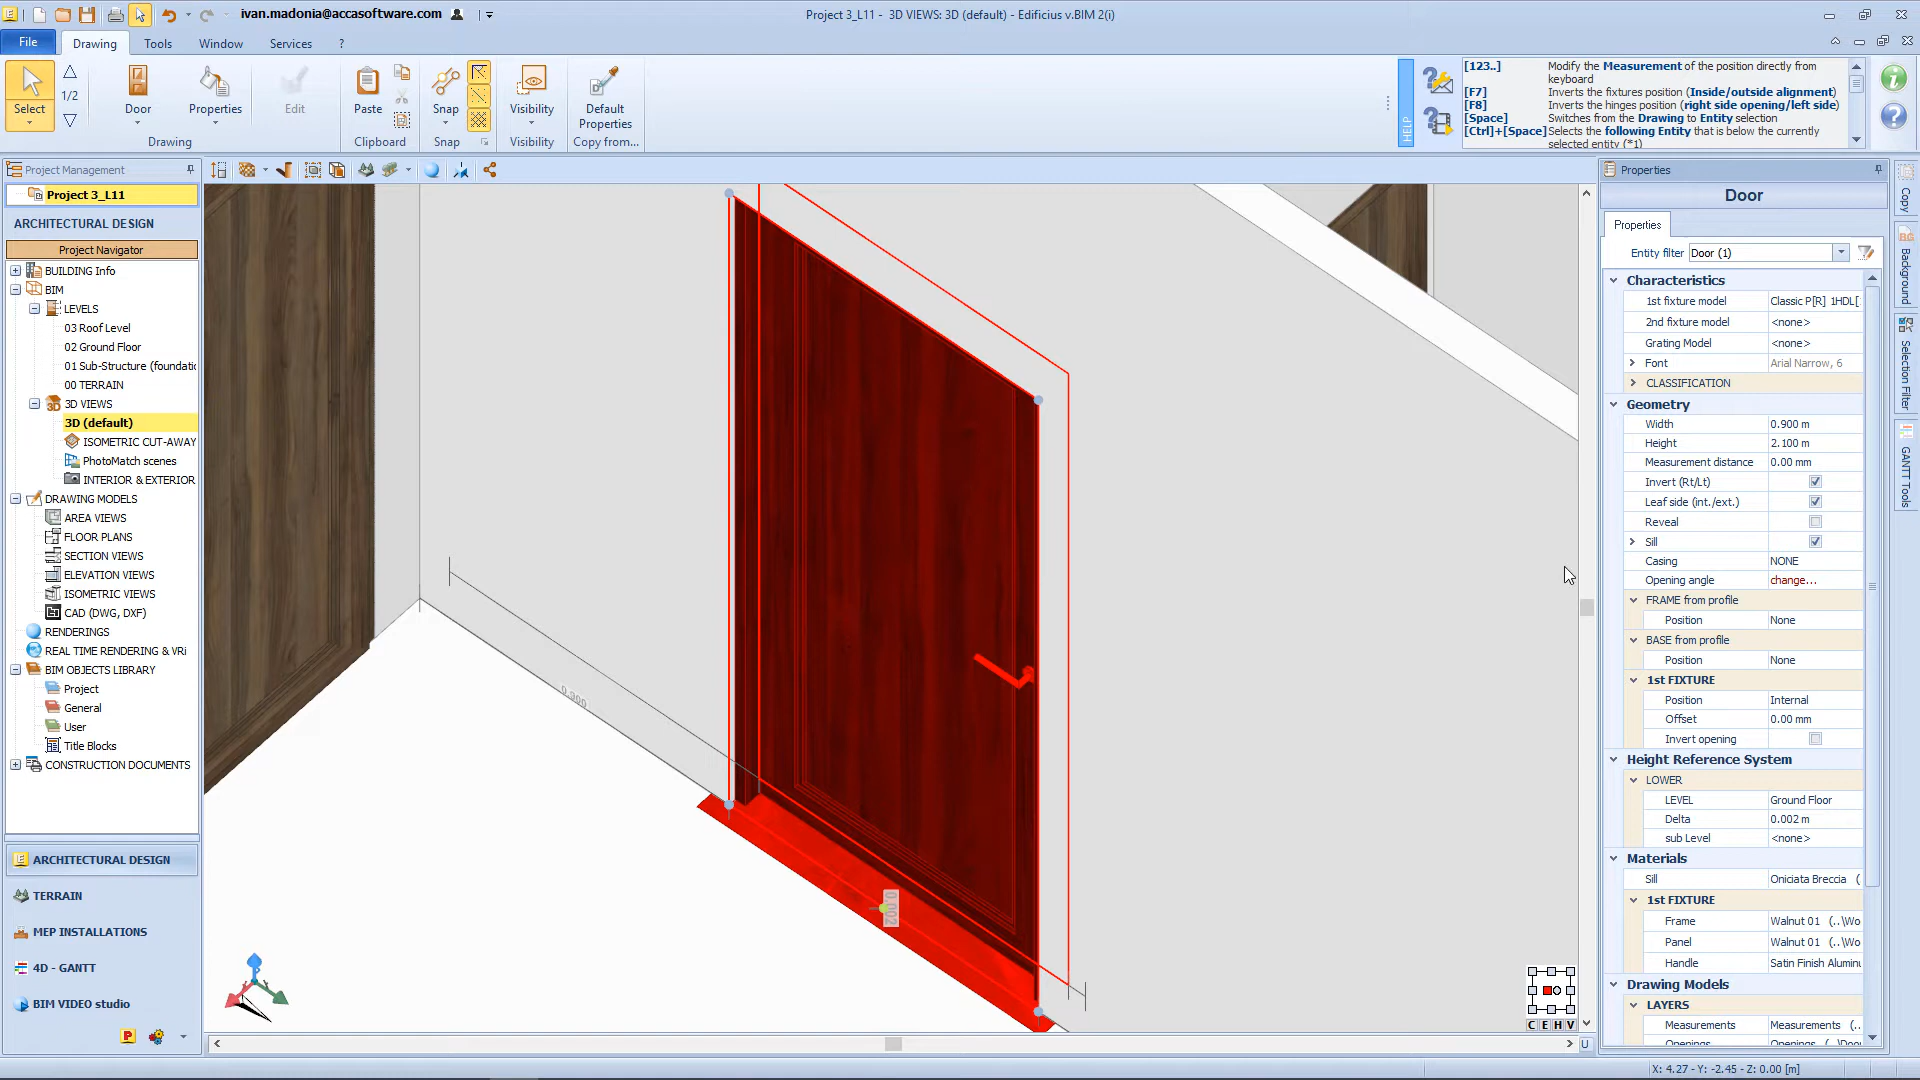 ivan.madonia@accasoftware.com
Project 3_L11 - 3D VIEWS: 3D (default) - Edificius v.BIM 2(i)
File
Drawing
Tools
Window
Services
?
Select
1/2
Door
Properties
Edit
Paste
Snap
Visibility
Default
Properties
Drawing
Clipboard
Snap
Visibility
Copy from...
HELP
[123..] Modify the Measurement of the position directly from
keyboard
[F7] Inverts the fixtures position (Inside/outside alignment)
[F8] Inverts the hinges position (right side opening/left side)
[Space] Switches from the Drawing to Entity selection
[Ctrl]+[Space] Selects the following Entity that is below the currently
selected entity (*1)
Project Management
Project 3_L11
ARCHITECTURAL DESIGN
Project Navigator
BUILDING Info
BIM
LEVELS
03 Roof Level
02 Ground Floor
01 Sub-Structure (foundatio
00 TERRAIN
3D VIEWS
3D (default)
ISOMETRIC CUT-AWAY
PhotoMatch scenes
INTERIOR & EXTERIOR
DRAWING MODELS
AREA VIEWS
FLOOR PLANS
SECTION VIEWS
ELEVATION VIEWS
ISOMETRIC VIEWS
CAD (DWG, DXF)
RENDERINGS
REAL TIME RENDERING & VRi
BIM OBJECTS LIBRARY
Project
General
User
Title Blocks
CONSTRUCTION DOCUMENTS
ARCHITECTURAL DESIGN
TERRAIN
MEP INSTALLATIONS
4D - GANTT
BIM VIDEO studio
0.900
0.002
C E H V
U
Properties
Door
Properties
Entity filter Door (1)
Characteristics
1st fixture model Classic P[R] 1HDL[
2nd fixture model <none>
Grating Model <none>
Font Arial Narrow, 6
CLASSIFICATION
Geometry
Width 0.900 m
Height 2.100 m
Measurement distance 0.00 mm
Invert (Rt/Lt)
Leaf side (int./ext.)
Reveal
Sill
Casing NONE
Opening angle change...
FRAME from profile
Position None
BASE from profile
Position None
1st FIXTURE
Position Internal
Offset 0.00 mm
Invert opening
Height Reference System
LOWER
LEVEL Ground Floor
Delta 0.002 m
sub Level <none>
Materials
Sill Oniciata Breccia (
1st FIXTURE
Frame Walnut 01 (..\Wo
Panel Walnut 01 (..\Wo
Handle Satin Finish Aluminu
Drawing Models
LAYERS
Measurements Measurements (..
Openings Openings (..\Doo
Copy
Background
Selection Filter
GANTT Tools
X: 4.27 - Y: -2.45 - Z: 0.00 [m]